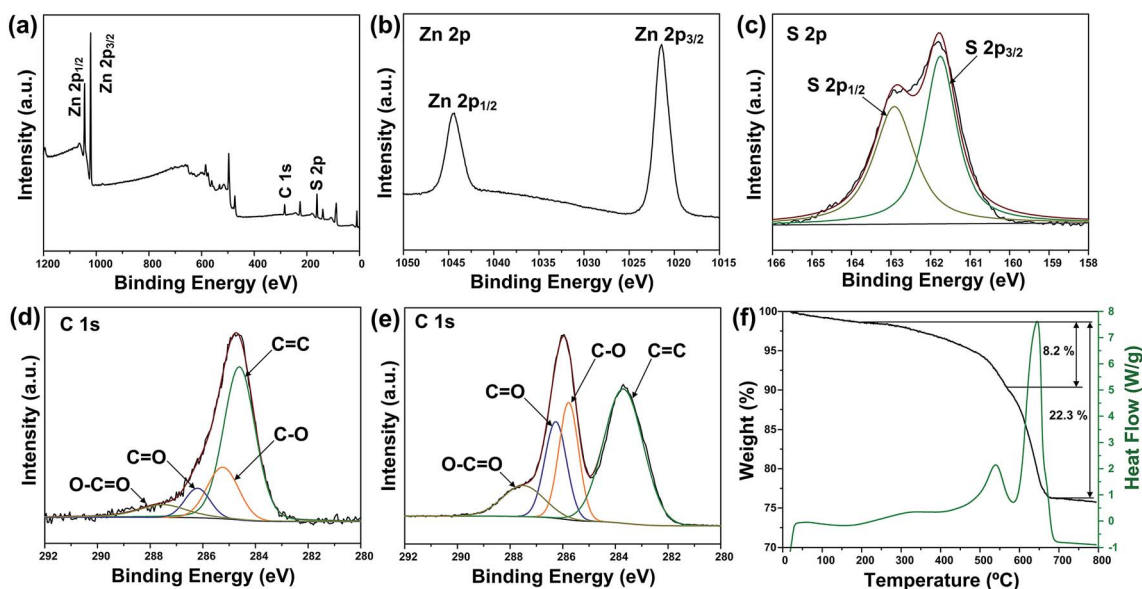 (a)
Zn 2p1/2
Zn 2p3/2
C 1s
S 2p
Intensity (a.u.)
1200 1000 800 600 400 200 0
Binding Energy (eV)
(b)
Zn 2p
Zn 2p3/2
Zn 2p1/2
Intensity (a.u.)
1050 1045 1040 1035 1030 1025 1020 1015
Binding Energy (eV)
(c)
S 2p
S 2p3/2
S 2p1/2
Intensity (a.u.)
166 165 164 163 162 161 160 159 158
Binding Energy (eV)
(d)
C 1s
C=C
C-O
C=O
O-C=O
Intensity (a.u.)
292 290 288 286 284 282 280
Binding Energy (eV)
(e)
C 1s
C-O
C=C
C=O
O-C=O
Intensity (a.u.)
292 290 288 286 284 282 280
Binding Energy (eV)
(f)
100
95
90
85
80
75
70
Weight (%)
8.2 %
22.3 %
8
7
6
5
4
3
2
1
0
-1
Heat Flow (W/g)
0 100 200 300 400 500 600 700 800
Temperature (ºC)